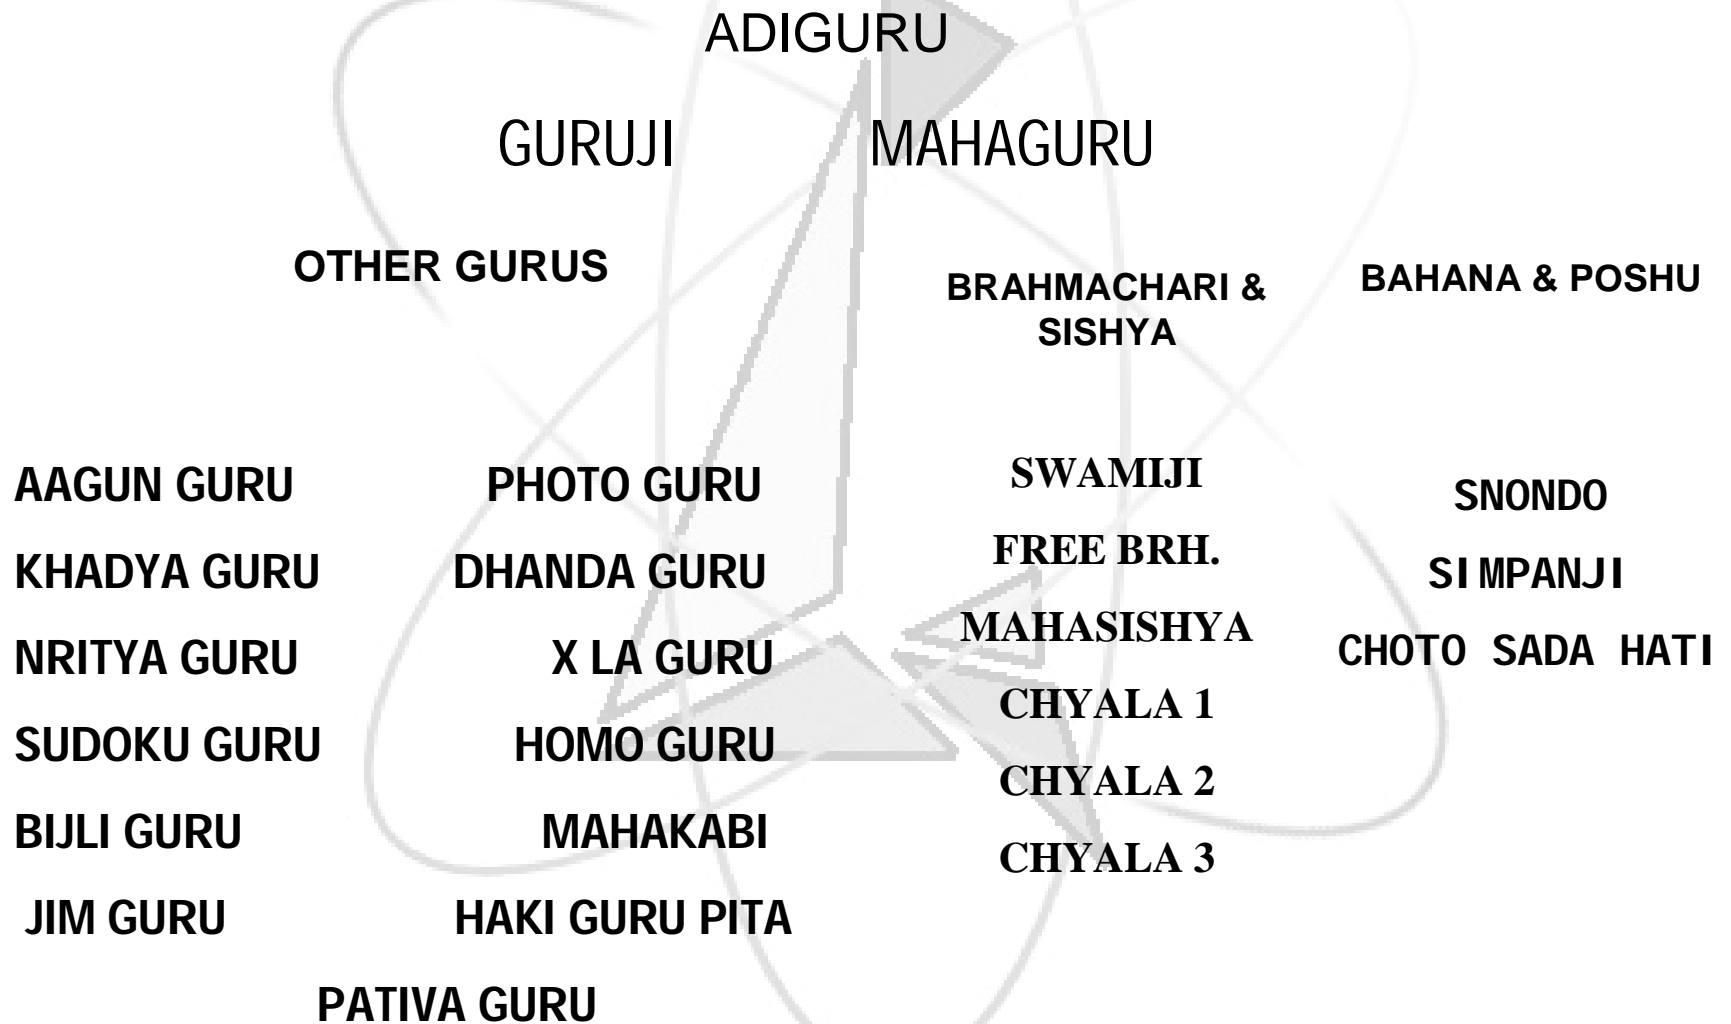 ADIGURU
GURUJI
MAHAGURU
OTHER GURUS
BRAHMACHARI &
SISHYA
BAHANA & POSHU
AAGUN GURU
KHADYA GURU
NRITYA GURU
SUDOKU GURU
BIJLI GURU
JIM GURU
PHOTO GURU
DHANDA GURU
X LA GURU
HOMO GURU
MAHAKABI
HAKI GURU PITA
PATIVA GURU
SWAMIJI
FREE BRH.
MAHASISHYA
CHYALA 1
CHYALA 2
CHYALA 3
SNONDO
SIMPANJI
CHOTO SADA HATI